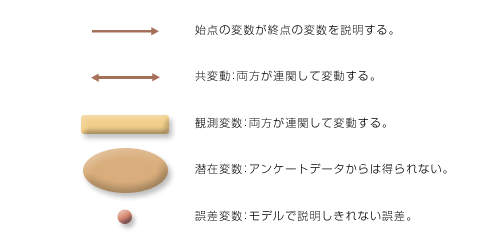 始点の変数が終点の変数を説明する。
共変動：両方が連関して変動する。
観測変数：両方が連関して変動する。
潜在変数：アンケートデータからは得られない。
誤差変数：モデルで説明しきれない誤差。